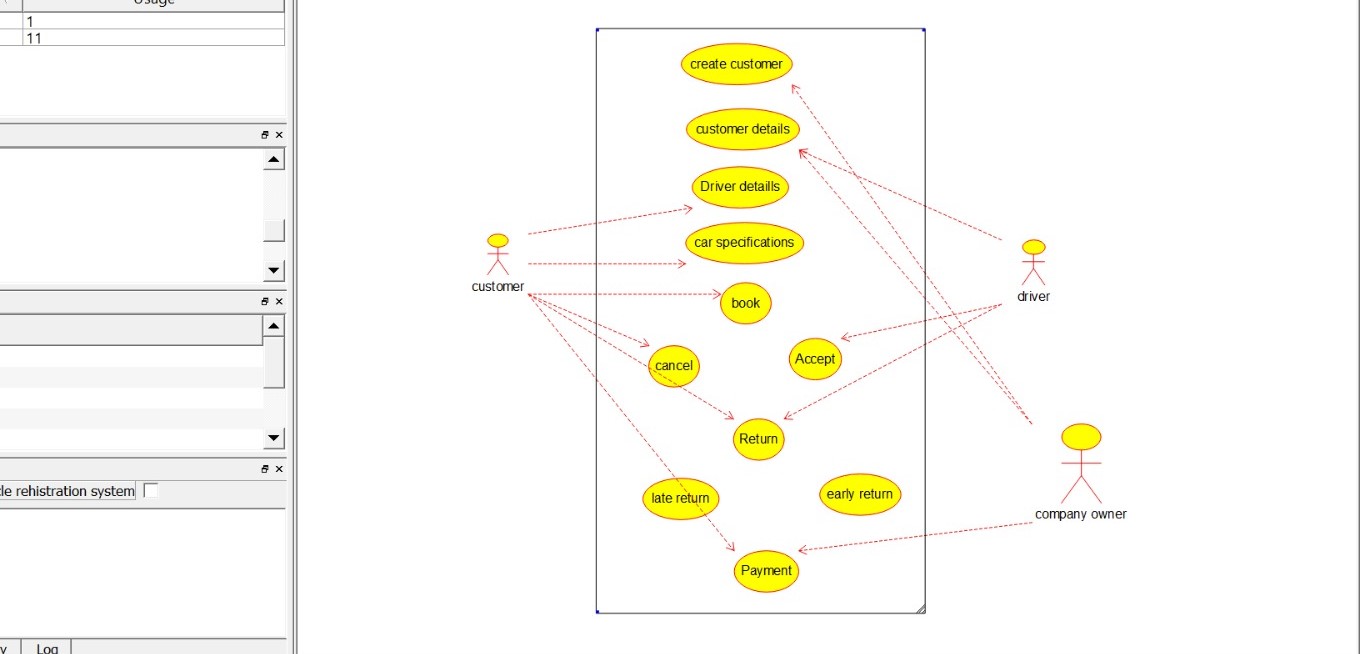 Usage
1
11
create customer
customer details
Driver detaills
car specifications
customer
driver
book
cancel
Accept
Return
late return
early return
company owner
Payment
cle rehistration system
Log